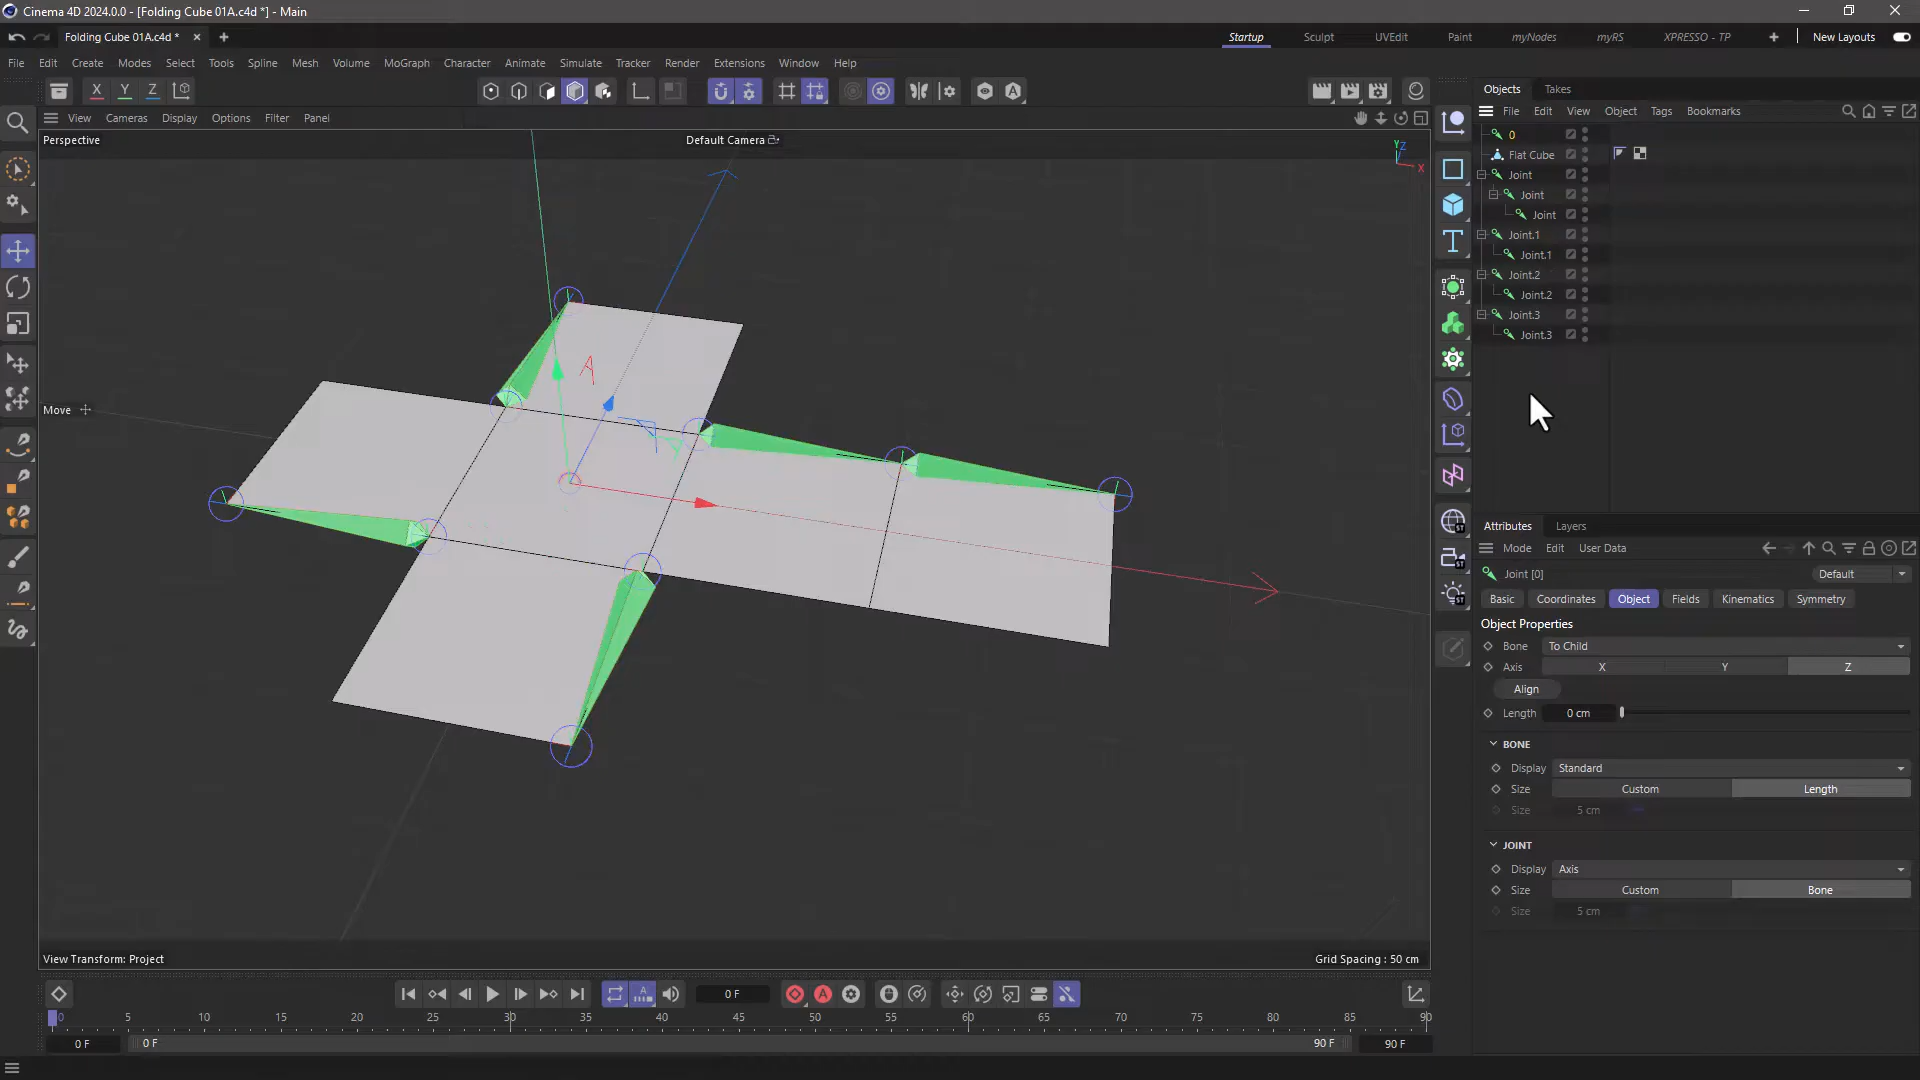 Cinema 4D 2024.0.0 - [Folding Cube 01A.c4d *] - Main
Folding Cube 01A.c4d *
Startup Sculpt UVEdit Paint myNodes myRS XPRESSO - TP New Layouts
File Edit Create Modes Select Tools Spline Mesh Volume MoGraph Character Animate Simulate Tracker Render Extensions Window Help
X Y Z
View Cameras Display Options Filter Panel
Perspective
Default Camera
Y Z
X
Move
View Transform: Project
Grid Spacing : 50 cm
Objects Takes
File Edit View Object Tags Bookmarks
0
Flat Cube
Joint
Joint
Joint
Joint.1
Joint.1
Joint.2
Joint.2
Joint.3
Joint.3
Attributes Layers
Mode Edit User Data
Joint [0]
Default
Basic Coordinates Object Fields Kinematics Symmetry
Object Properties
Bone To Child
Axis X Y Z
Align
Length 0 cm
BONE
Display Standard
Size Custom Length
Size 5 cm
JOINT
Display Axis
Size Custom Bone
Size 5 cm
0 F
0 5 10 15 20 25 30 35 40 45 50 55 60 65 70 75 80 85 90
0 F 0 F 90 F 90 F